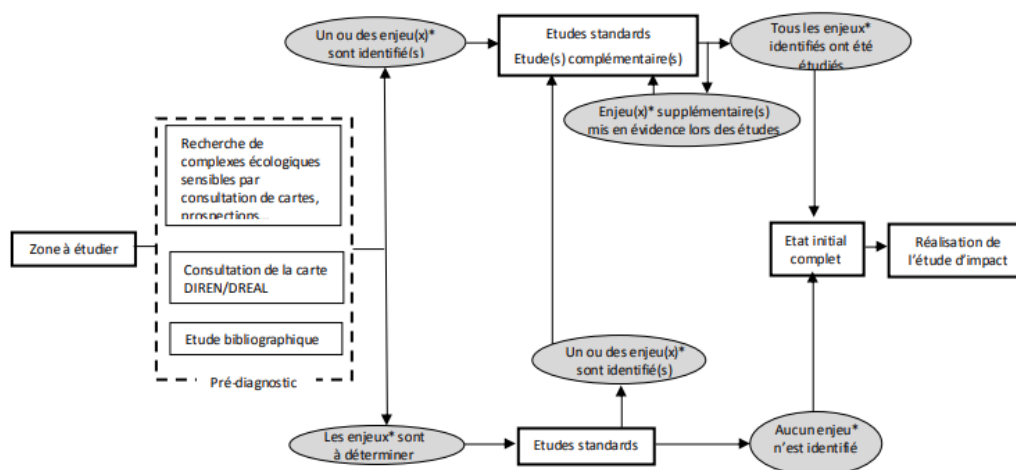 Un ou des enjeu(x)*
sont identifié(s)
Etudes standards
Etude(s) complémentaire(s)
Tous les enjeux*
identifiés ont été
étudiés
Enjeu(x)* supplémentaire(s)
mis en évidence lors des études
Recherche de
complexes écologiques
sensibles par
consultation de cartes,
prospections...
Zone à étudier
Consultation de la carte
DIREN/DREAL
Etude bibliographique
Pré-diagnostic
Etat initial
complet
Réalisation de
l'étude d'impact
Un ou des enjeu(x)*
sont identifié(s)
Les enjeux* sont
à déterminer
Etudes standards
Aucun enjeu*
n'est identifié